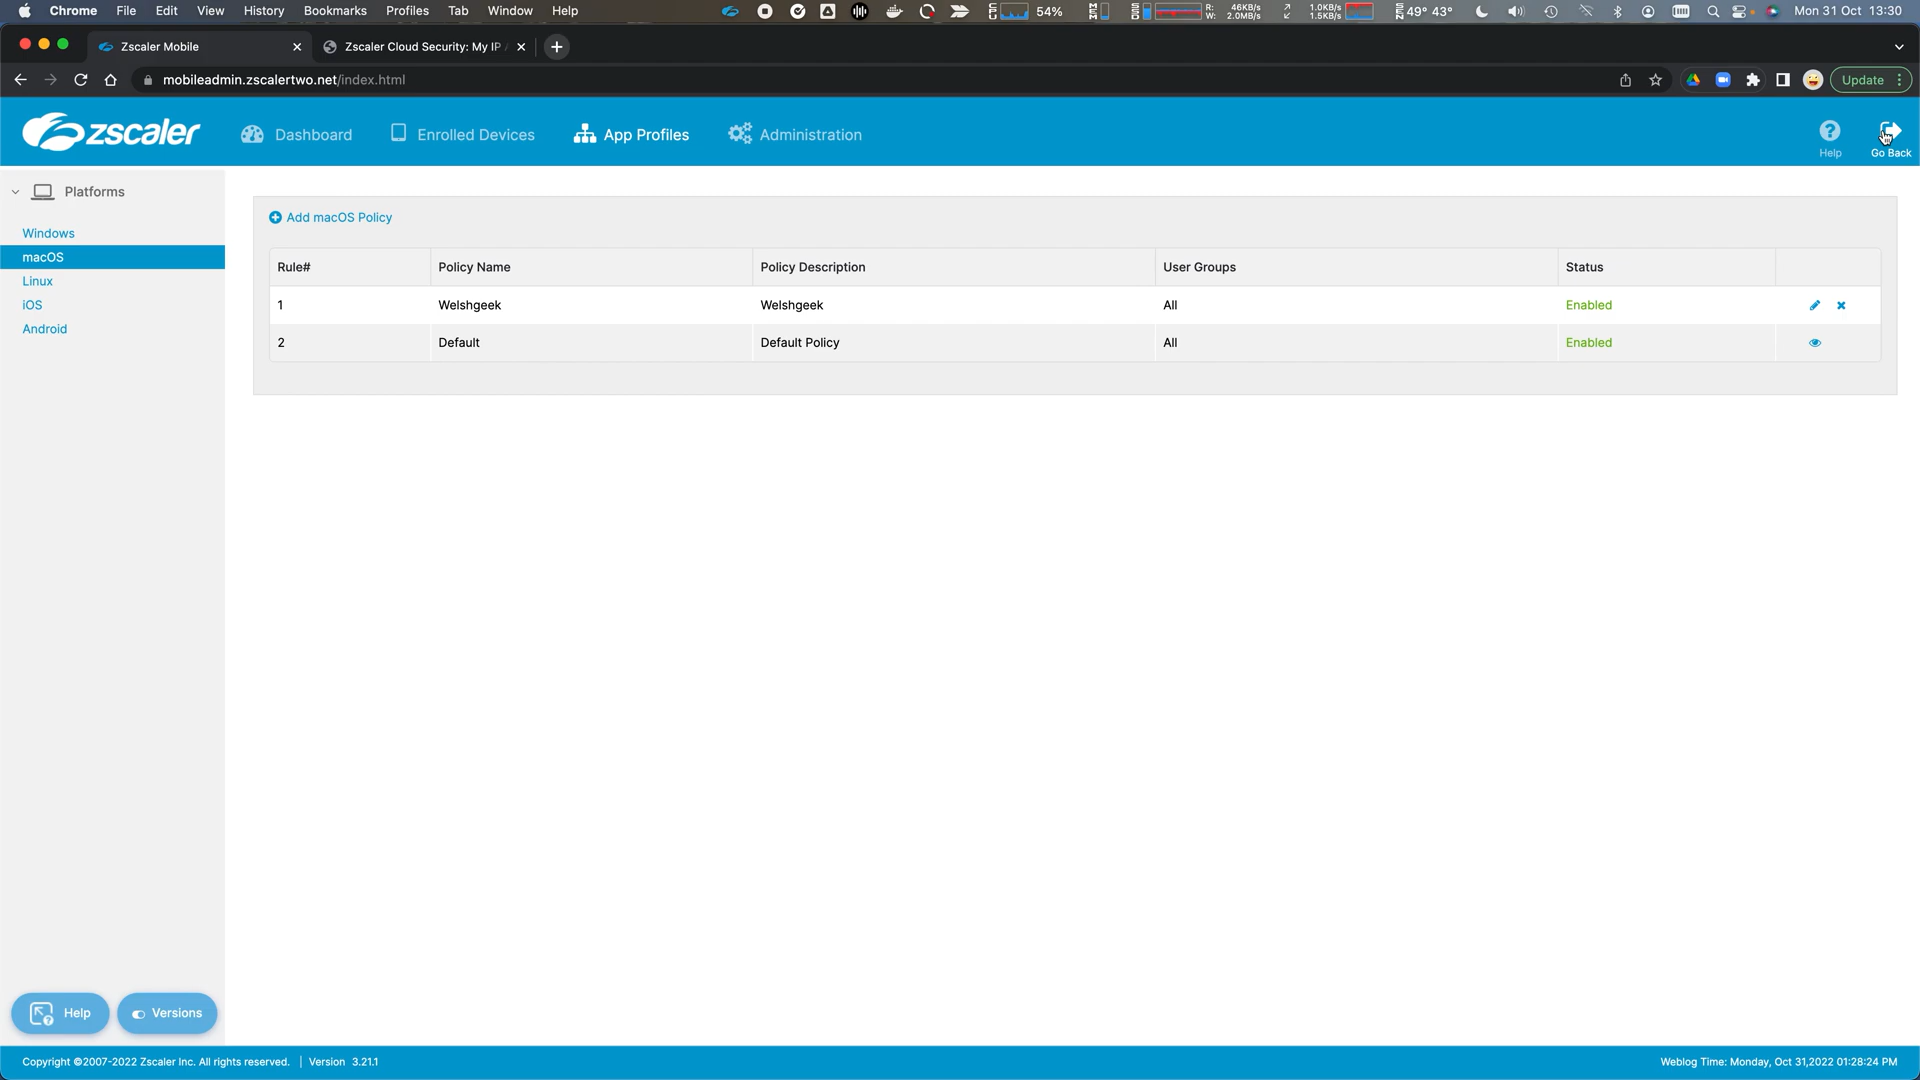 Chrome File Edit View History Bookmarks Profiles Tab Window Help 54% R: 46KB/s W: 2.0MB/s 1.0KB/s 1.5KB/s 49° 43° Mon 31 Oct 13:30
Zscaler Mobile Zscaler Cloud Security: My IP
mobileadmin.zscalertwo.net/index.html Update
zscaler Dashboard Enrolled Devices App Profiles Administration Help Go Back
Platforms
Windows
macOS
Linux
iOS
Android
Add macOS Policy
Rule# Policy Name Policy Description User Groups Status
1 Welshgeek Welshgeek All Enabled
2 Default Default Policy All Enabled
Help Versions
Copyright ©2007-2022 Zscaler Inc. All rights reserved. | Version 3.21.1 Weblog Time: Monday, Oct 31,2022 01:28:24 PM